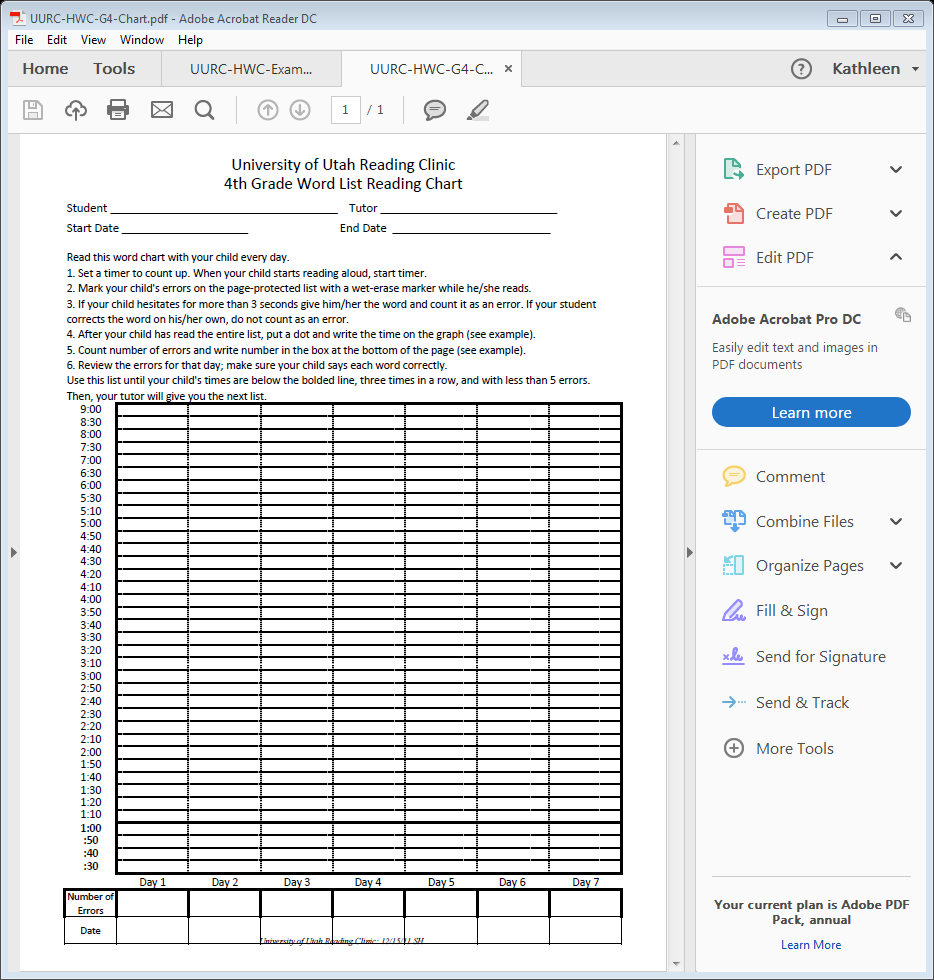 UURC-HWC-G4-Chart.pdf - Adobe Acrobat Reader DC
File Edit View Window Help
Home Tools UURC-HWC-Exam... UURC-HWC-G4-C... × ? Kathleen
1 / 1
University of Utah Reading Clinic
4th Grade Word List Reading Chart
Student ________ Tutor ________
Start Date ________ End Date ________
Read this word chart with your child every day.
1. Set a timer to count up. When your child starts reading aloud, start timer.
2. Mark your child's errors on the page-protected list with a wet-erase marker while he/she reads.
3. If your child hesitates for more than 3 seconds give him/her the word and count it as an error. If your student
corrects the word on his/her own, do not count as an error.
4. After your child has read the entire list, put a dot and write the time on the graph (see example).
5. Count number of errors and write number in the box at the bottom of the page (see example).
6. Review the errors for that day; make sure your child says each word correctly.
Use this list until your child's times are below the bolded line, three times in a row, and with less than 5 errors.
Then, your tutor will give you the next list.
9:00
8:30
8:00
7:30
7:00
6:30
6:00
5:30
5:10
5:00
4:50
4:40
4:30
4:20
4:10
4:00
3:50
3:40
3:30
3:20
3:10
3:00
2:50
2:40
2:30
2:20
2:10
2:00
1:50
1:40
1:30
1:20
1:10
1:00
:50
:40
:30
Day 1 Day 2 Day 3 Day 4 Day 5 Day 6 Day 7
Number of
Errors
Date
University of Utah Reading Clinic: 12/15/11 SH
Export PDF
Create PDF
Edit PDF
Adobe Acrobat Pro DC
Easily edit text and images in
PDF documents
Learn more
Comment
Combine Files
Organize Pages
Fill & Sign
Send for Signature
Send & Track
More Tools
Your current plan is Adobe PDF
Pack, annual
Learn More